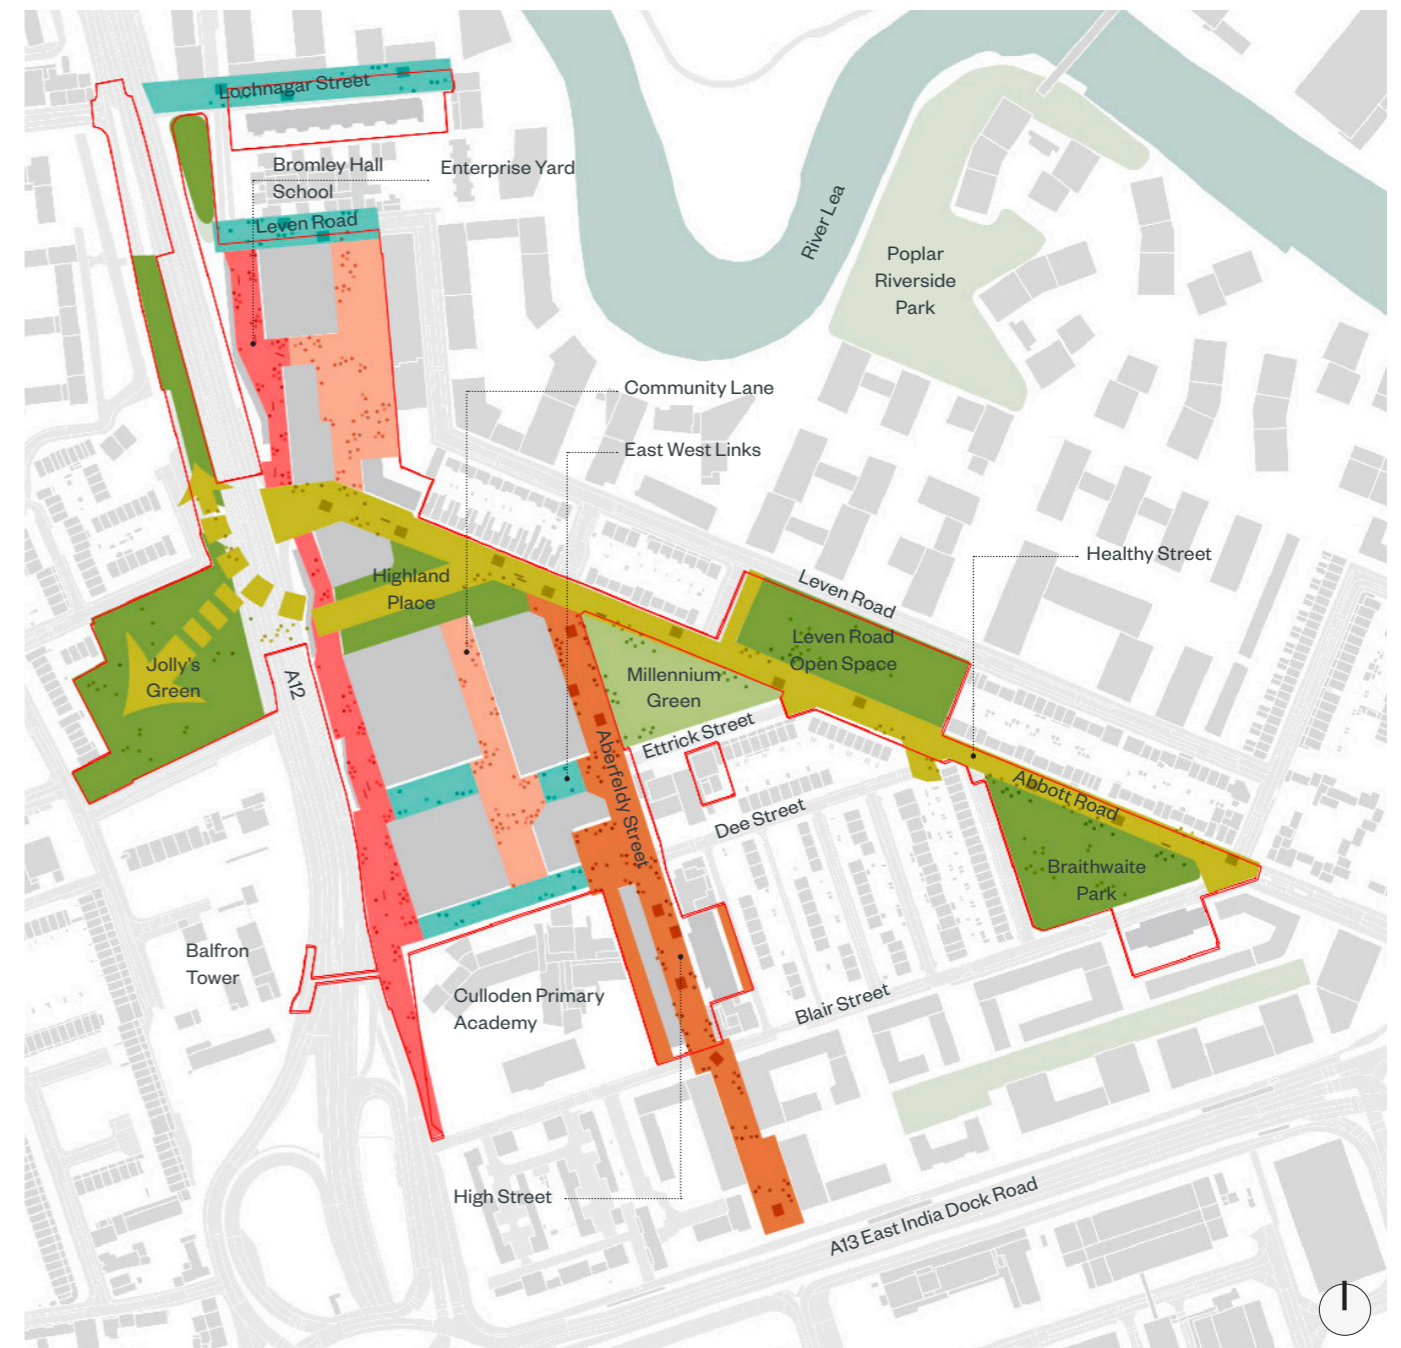 Lochnagar Street
Bromley Hall
School
Enterprise Yard
Leven Road
River Lea
Poplar
Riverside
Park
Community Lane
East West Links
Healthy Street
Highland
Place
Leven Road
Leven Road
Open Space
Jolly's
Green
A12
Millennium
Green
Ettrick Street
Aberfeldy Street
Abbott Road
Dee Street
Braithwaite
Park
Balfron
Tower
Culloden Primary
Academy
Blair Street
High Street
A13 East India Dock Road